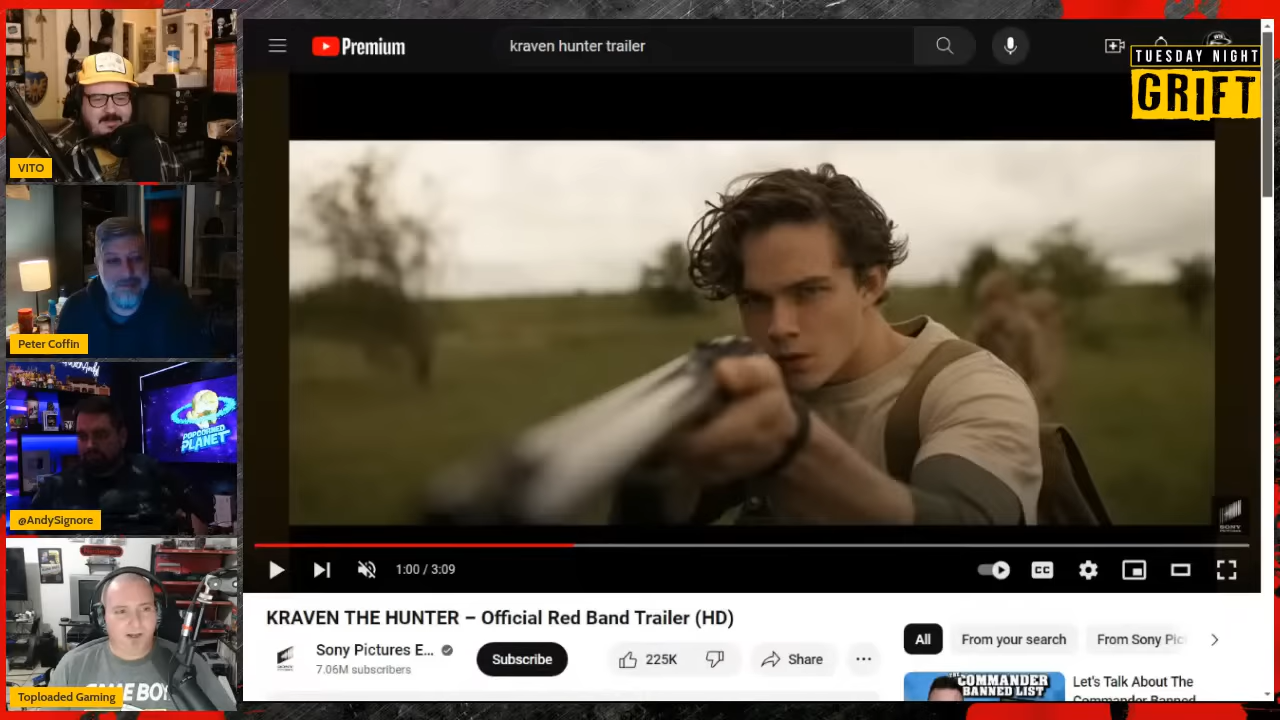 VITO
Peter Coffin
POPCORNED
PLANET
@AndySignore
GAME BOY
Toploaded Gaming
Premium
kraven hunter trailer
TUESDAY NIGHT
GRIFT
SONY
1:00 / 3:09
CC
KRAVEN THE HUNTER – Official Red Band Trailer (HD)
Sony Pictures E...
7.06M subscribers
Subscribe
225K
Share
All
From your search
From Sony Pic
COMMANDER
BANNED LIST
Let's Talk About The
Commander Banned